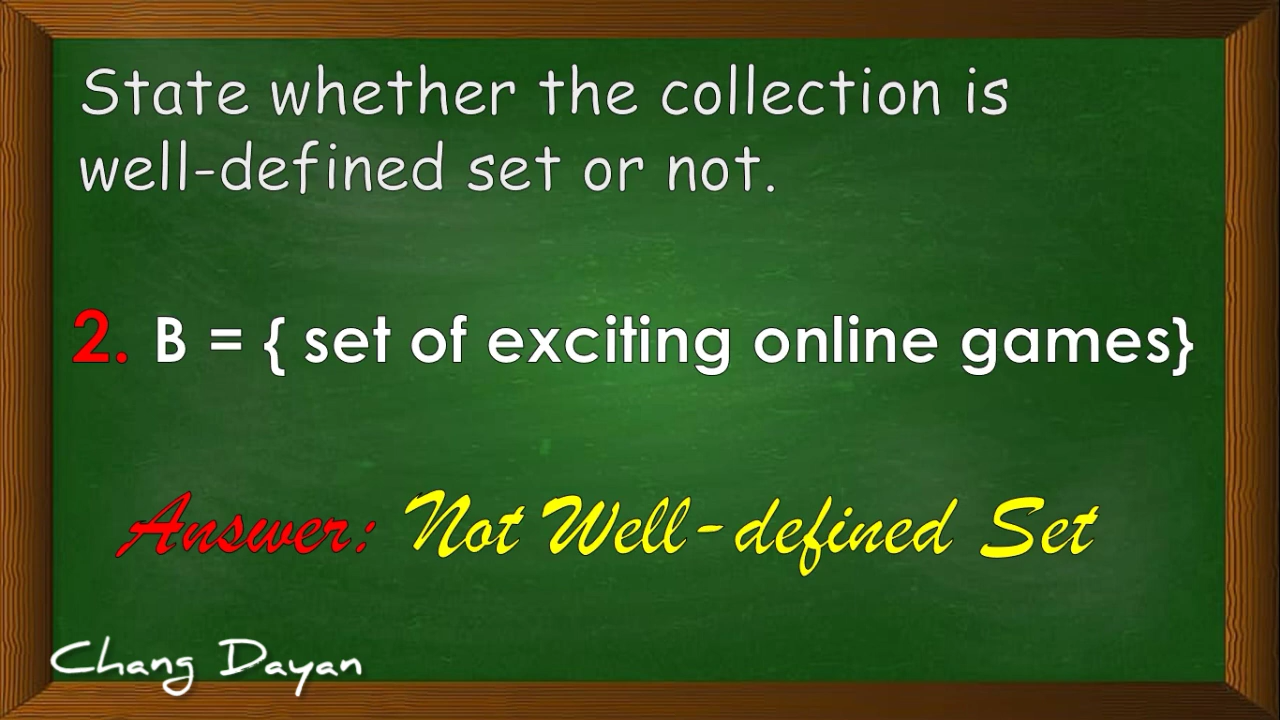 State whether the collection is
well-defined set or not.
2. B = { set of exciting online games}
Answer: Not Well-defined Set
Chang Dayan